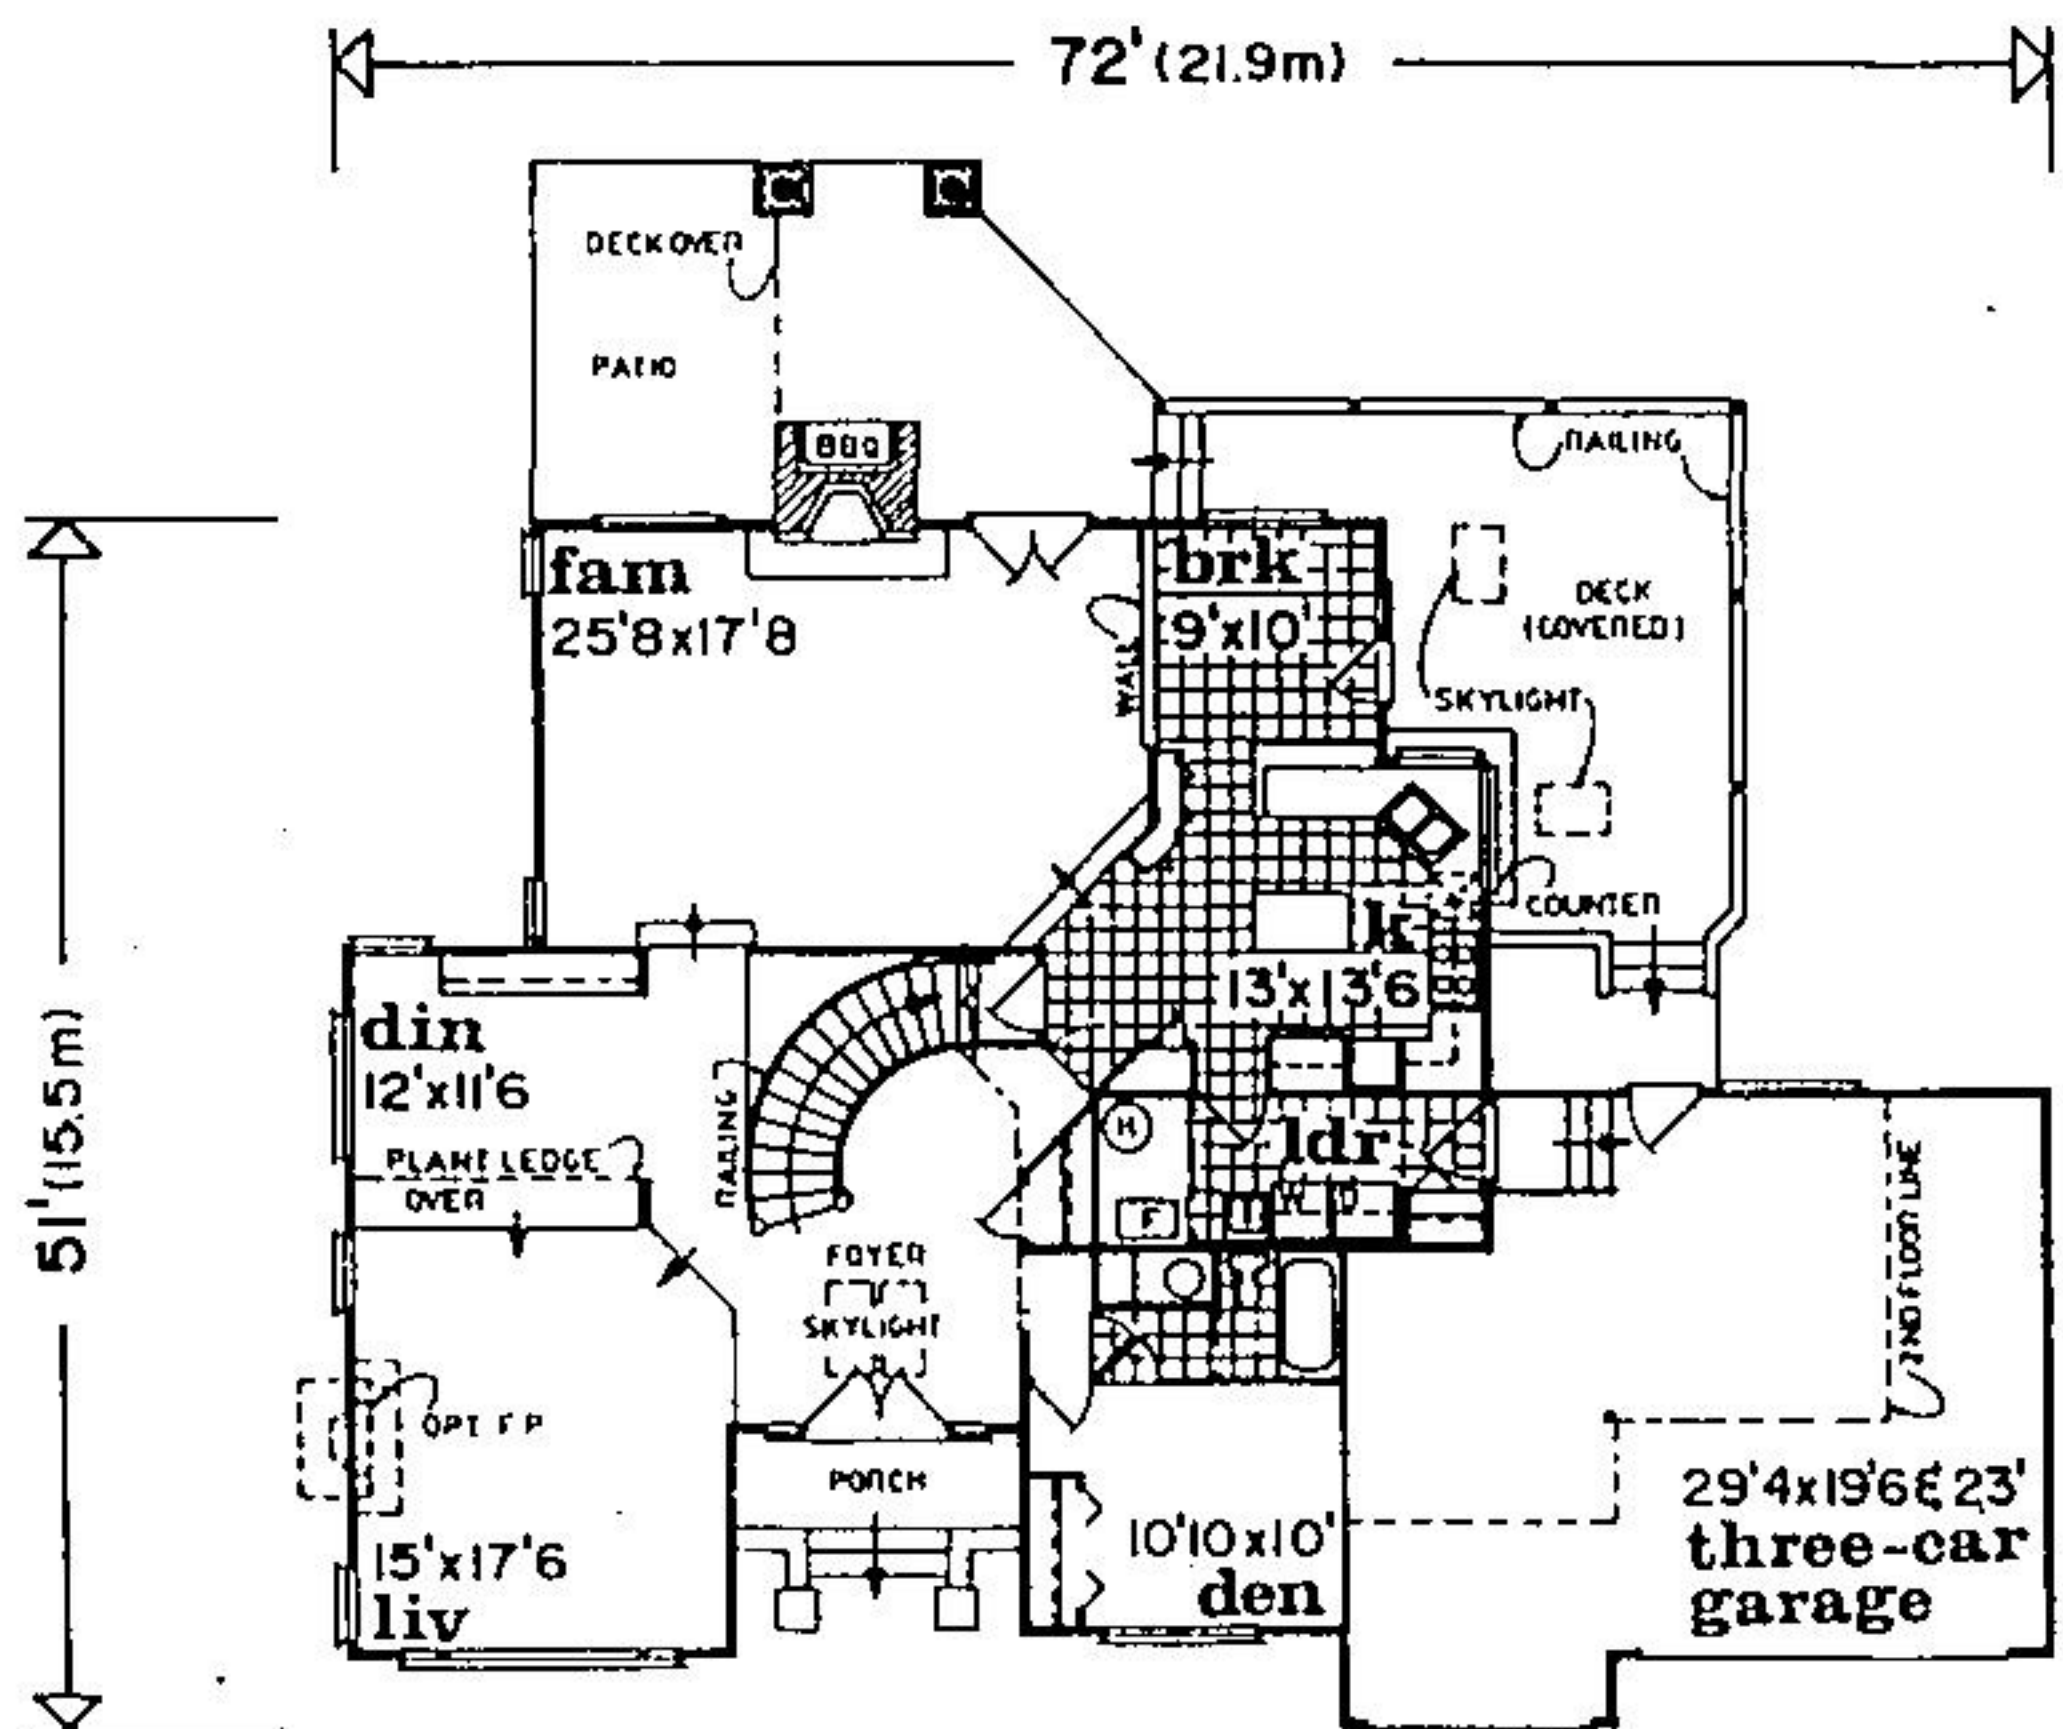 72' (21.9m)
DECK OVER
PATIO
BBQ
RAILING
fam
25'8x17'8
brk
9'x10'
WALL
DECK
(COVERED)
SKYLIGHT
COUNTER
k
13'x13'6
din
12'x11'6
PLANT LEDGE
OVER
RAILING
51' (15.5m)
H
ldr
F
W D
FOYER
SKYLIGHT
NO FLOOR LINE
OPT F P
PORCH
15'x17'6
liv
10'10x10'
den
29'4x19'6&23'
three-car
garage